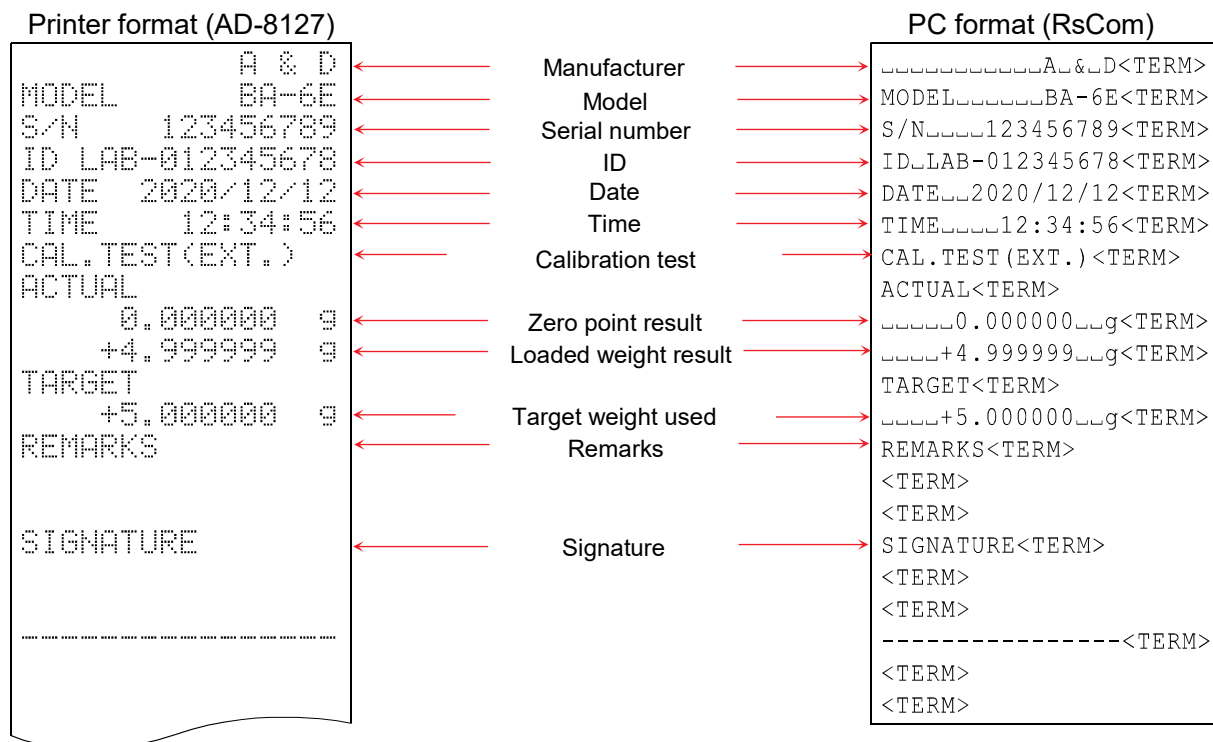 Printer format (AD-8127)
A & D
MODEL BA-6E
S/N 123456789
ID LAB-012345678
DATE 2020/12/12
TIME 12:34:56
CAL.TEST(EXT.)
ACTUAL
0.000000 g
+4.999999 g
TARGET
+5.000000 g
REMARKS
SIGNATURE
----------------
Manufacturer
Model
Serial number
ID
Date
Time
Calibration test
Zero point result
Loaded weight result
Target weight used
Remarks
Signature
PC format (RsCom)
␣␣␣␣␣␣␣␣␣␣␣A␣&␣D<TERM>
MODEL␣␣␣␣␣␣BA-6E<TERM>
S/N␣␣␣␣123456789<TERM>
ID␣LAB-012345678<TERM>
DATE␣␣2020/12/12<TERM>
TIME␣␣␣␣12:34:56<TERM>
CAL.TEST(EXT.)<TERM>
ACTUAL<TERM>
␣␣␣␣␣0.000000␣␣g<TERM>
␣␣␣␣+4.999999␣␣g<TERM>
TARGET<TERM>
␣␣␣␣+5.000000␣␣g<TERM>
REMARKS<TERM>
<TERM>
<TERM>
SIGNATURE<TERM>
<TERM>
<TERM>
----------------<TERM>
<TERM>
<TERM>